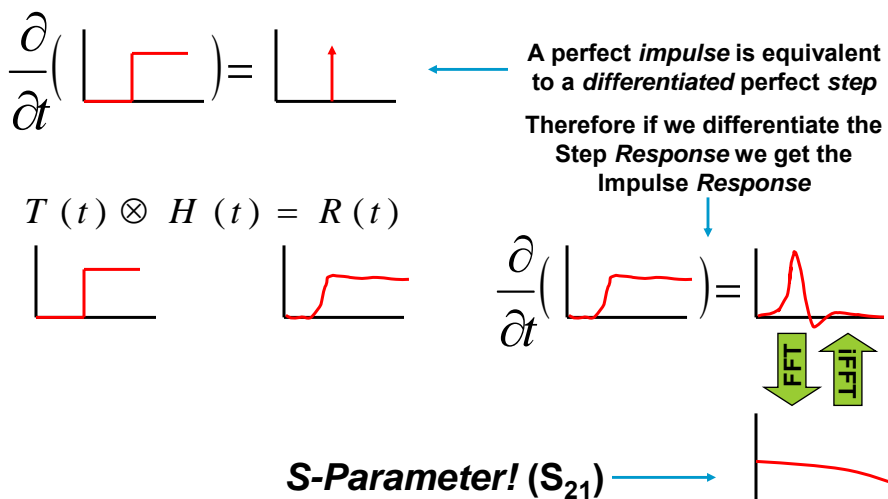 ∂/∂t ( ) =
A perfect impulse is equivalent
to a differentiated perfect step
Therefore if we differentiate the
Step Response we get the
Impulse Response
T (t) ⊗ H (t) = R (t)
∂/∂t ( ) =
FFT
iFFT
S-Parameter! (S₂₁)